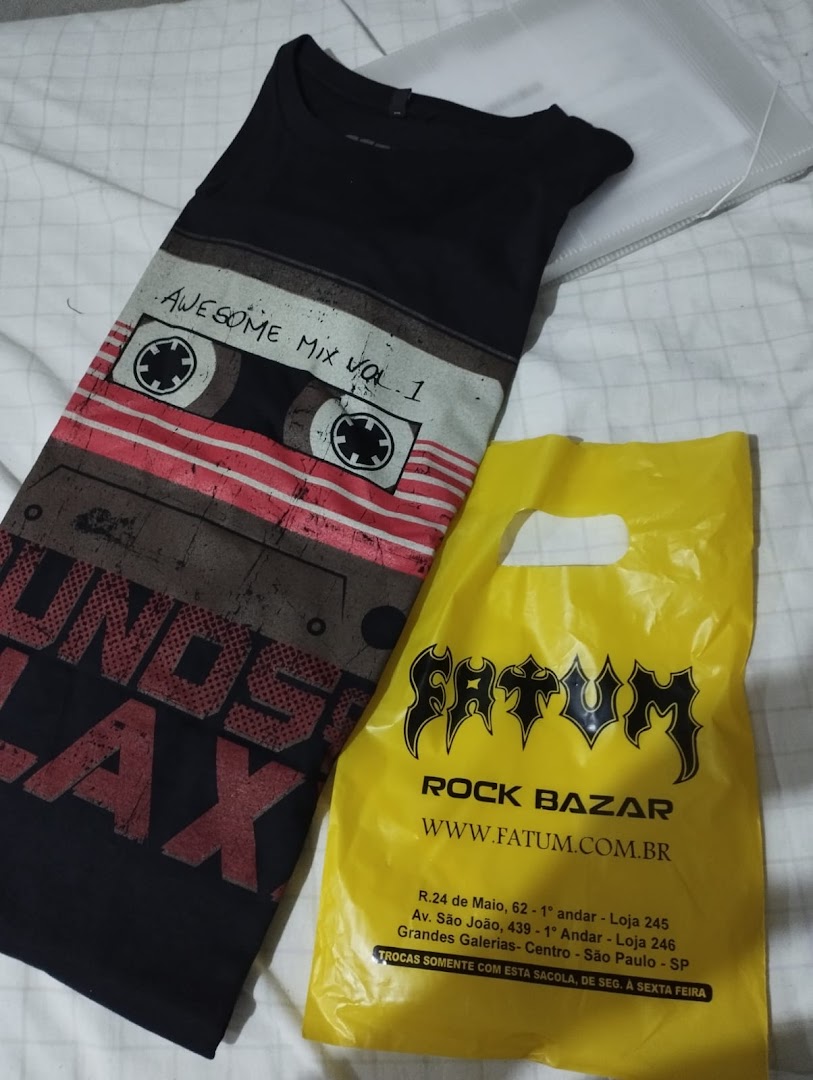 AWESOME MIX VOL. 1
UNDS
LAX
FATUM
ROCK BAZAR
WWW.FATUM.COM.BR
R.24 de Maio, 62 - 1° andar - Loja 245
Av. São João, 439 - 1° Andar - Loja 246
Grandes Galerias- Centro - São Paulo - SP
TROCAS SOMENTE COM ESTA SACOLA, DE SEG. À SEXTA FEIRA